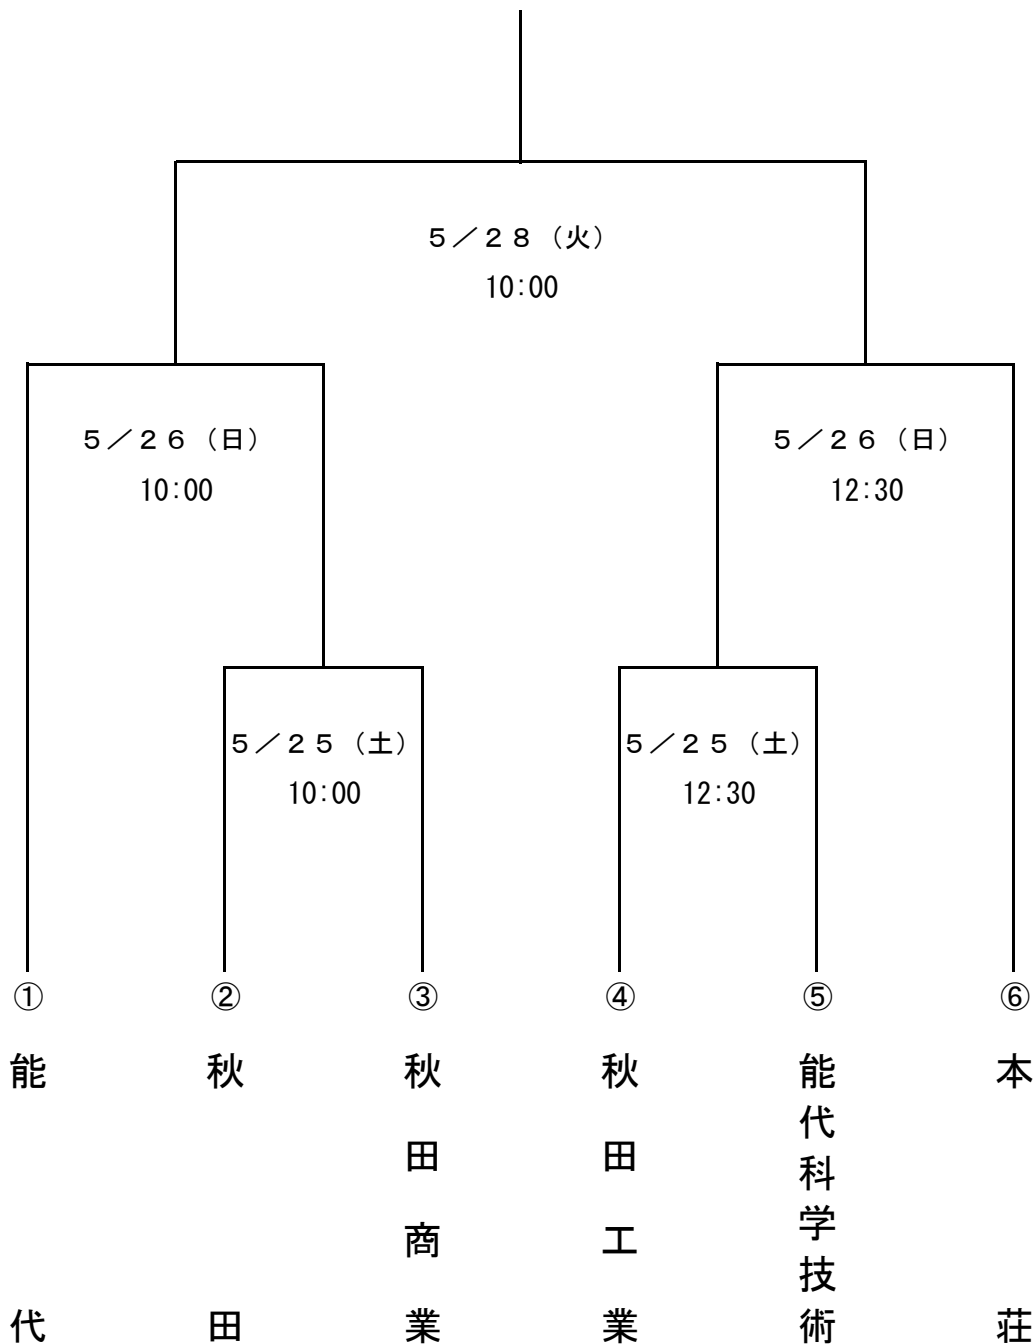 5／28（火）
10:00
5／26（日）
10:00
5／26（日）
12:30
5／25（土）
10:00
5／25（土）
12:30
①
②
③
④
⑤
⑥
能代
秋田
秋田商業
秋田工業
能代科学技術
本荘